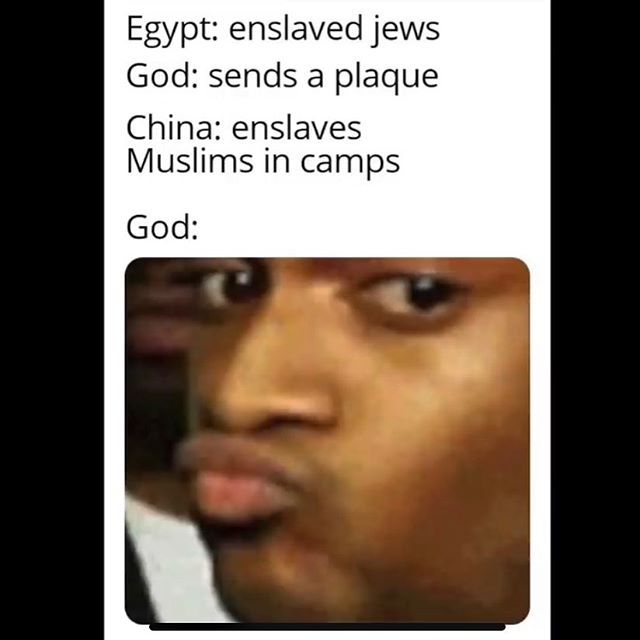 Egypt: enslaved jews
God: sends a plaque
China: enslaves
Muslims in camps
God: